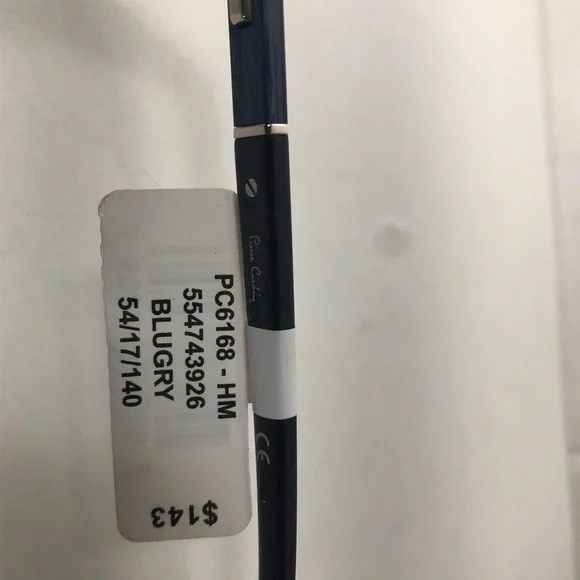 PC6168 - HM
554743926
BLUGRY
54/17/140
$143
Pierre Cardin
CE